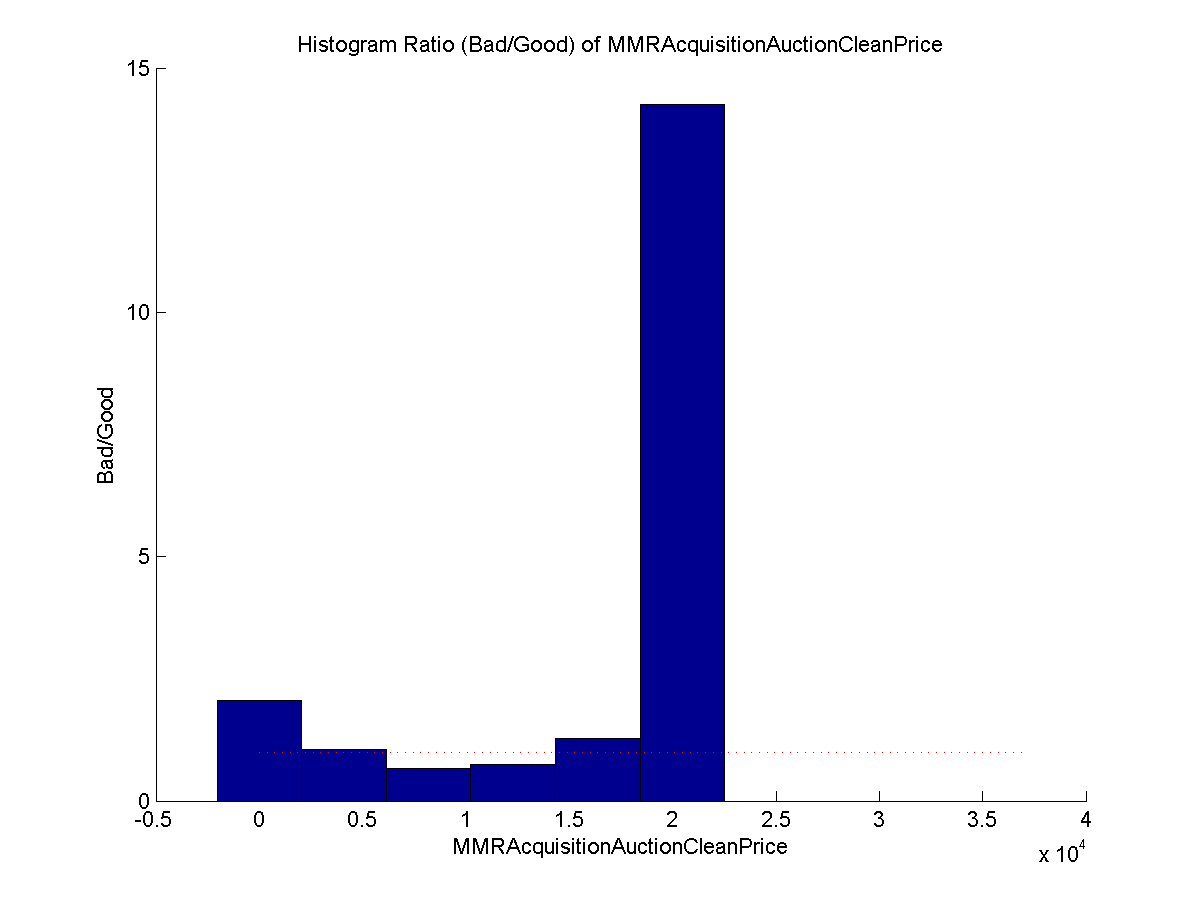 Histogram Ratio (Bad/Good) of MMRAcquisitionAuctionCleanPrice
15
10
5
0
Bad/Good
-0.5 0 0.5 1 1.5 2 2.5 3 3.5 4
MMRAcquisitionAuctionCleanPrice
x 10^4